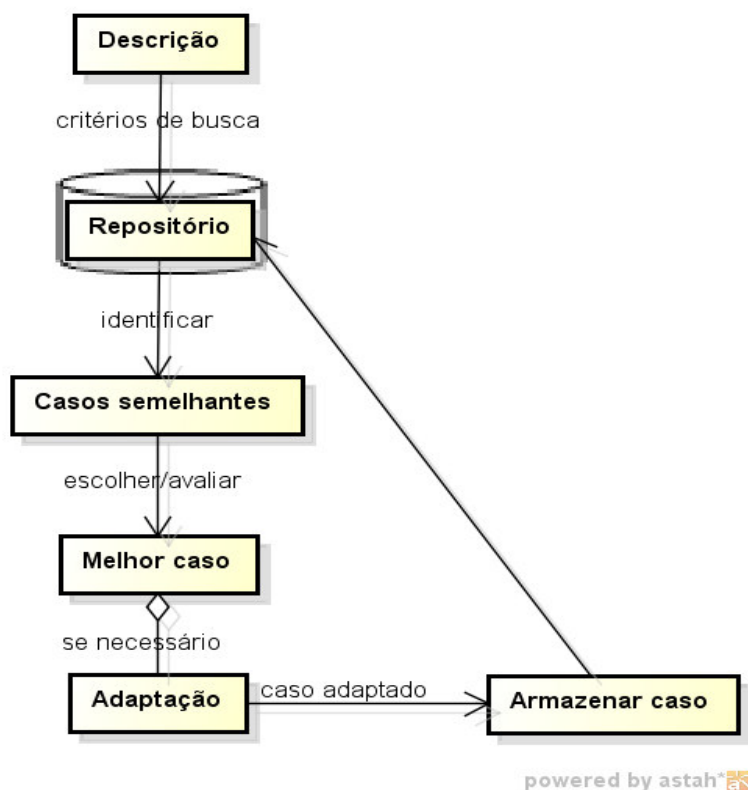 Descrição
critérios de busca
Repositório
identificar
Casos semelhantes
escolher/avaliar
Melhor caso
se necessário
Adaptação
caso adaptado
Armazenar caso
powered by astah*